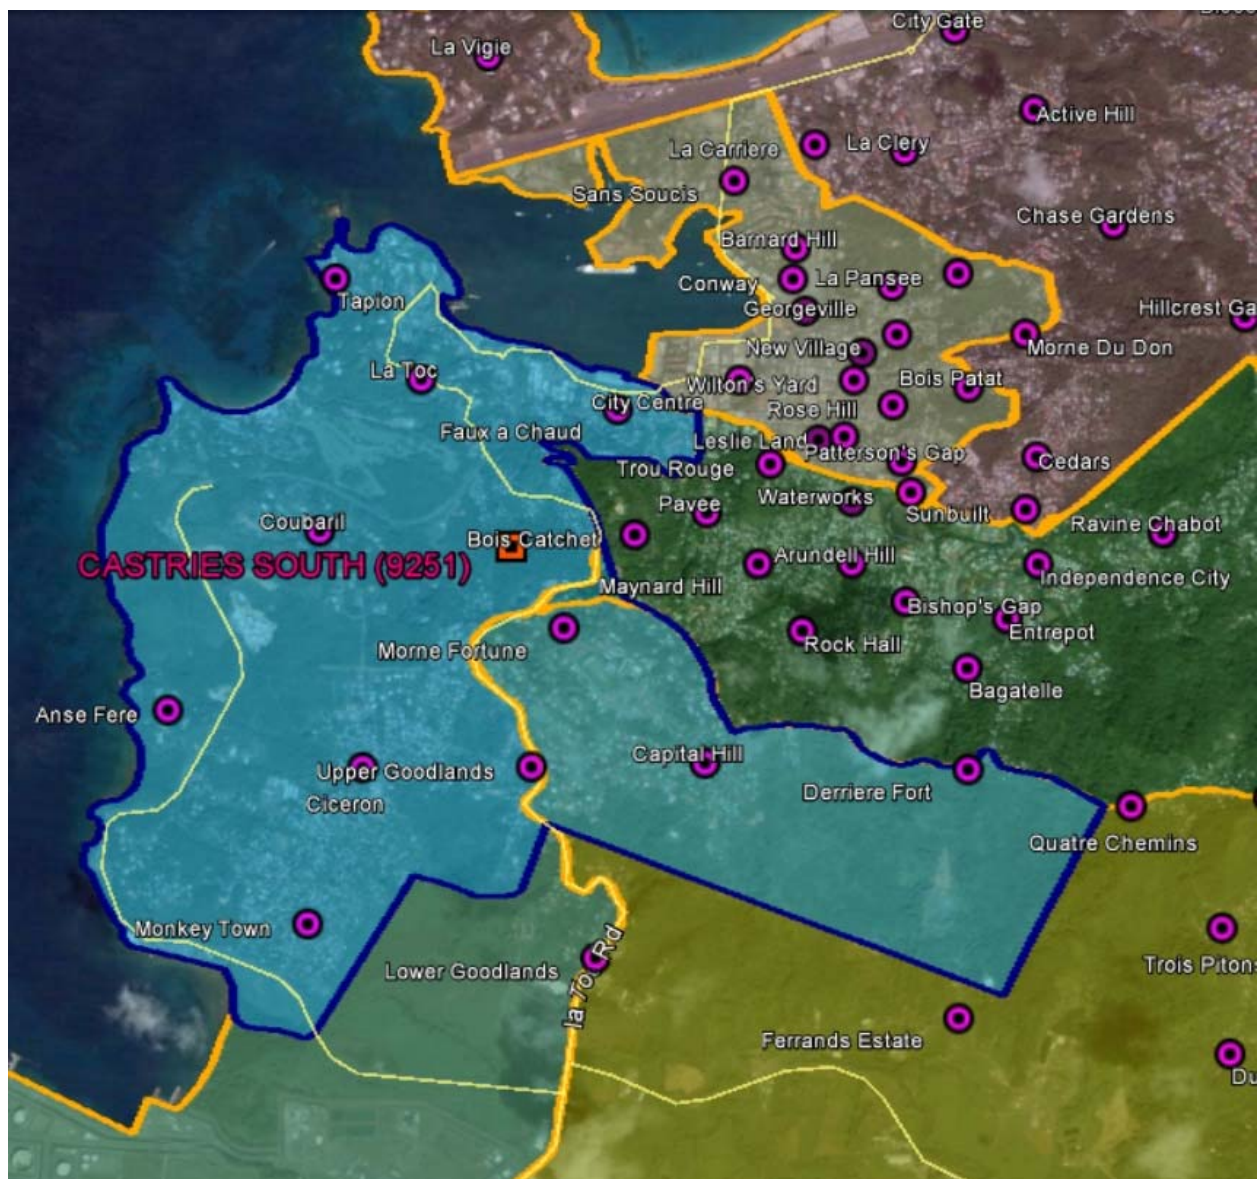 City Gate
La Vigie
Active Hill
La Carriere
La Clery
Sans Soucis
Chase Gardens
Barnard Hill
Conway
La Pansee
Tapion
Georgeville
Hillcrest Ga
New Village
Morne Du Don
La Toc
Wilton's Yard
Bois Patat
City Centre
Rose Hill
Faux a Chaud
Leslie Land
Patterson's Gap
Cedars
Trou Rouge
Waterworks
Pavee
Sunbuilt
Coubaril
Ravine Chabot
Bois Catchet
Arundell Hill
CASTRIES SOUTH (9251)
Independence City
Maynard Hill
Bishop's Gap
Entrepot
Morne Fortune
Rock Hall
Bagatelle
Anse Fere
Capital Hill
Upper Goodlands
Derriere Fort
Ciceron
Quatre Chemins
Monkey Town
Lower Goodlands
Trois Pitons
Ferrands Estate
Du